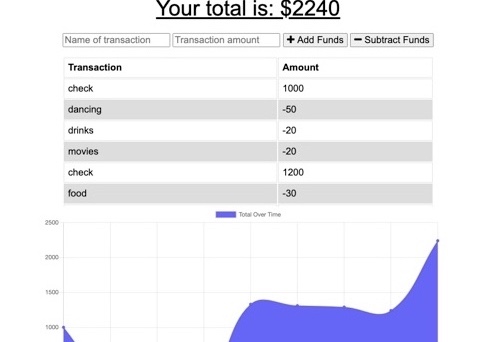 Your total is: $2240
Name of transaction Transaction amount + Add Funds − Subtract Funds
Transaction Amount
check 1000
dancing -50
drinks -20
movies -20
check 1200
food -30
Total Over Time
2500
2000
1500
1000